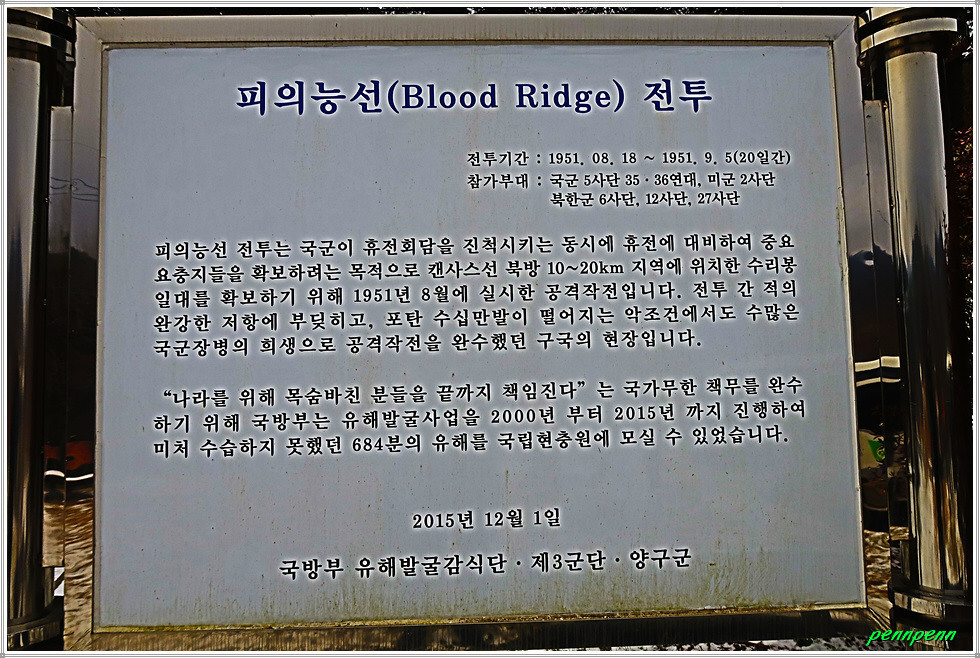 피의능선(Blood Ridge) 전투
전투기간 : 1951. 08. 18 ~ 1951. 9. 5(20일간)
참가부대 : 국군 5사단 35 · 36연대, 미군 2사단
북한군 6사단, 12사단, 27사단
피의능선 전투는 국군이 휴전회담을 진척시키는 동시에 휴전에 대비하여 중요
요충지들을 확보하려는 목적으로 캔사스선 북방 10~20km 지역에 위치한 수리봉
일대를 확보하기 위해 1951년 8월에 실시한 공격작전입니다. 전투 간 적의
완강한 저항에 부딪히고, 포탄 수십만발이 떨어지는 악조건에서도 수많은
국군장병의 희생으로 공격작전을 완수했던 구국의 현장입니다.
“나라를 위해 목숨바친 분들을 끝까지 책임진다” 는 국가무한 책무를 완수
하기 위해 국방부는 유해발굴사업을 2000년 부터 2015년 까지 진행하여
미처 수습하지 못했던 684분의 유해를 국립현충원에 모실 수 있었습니다.
2015년 12월 1일
국방부 유해발굴감식단 · 제3군단 · 양구군
pennpenn